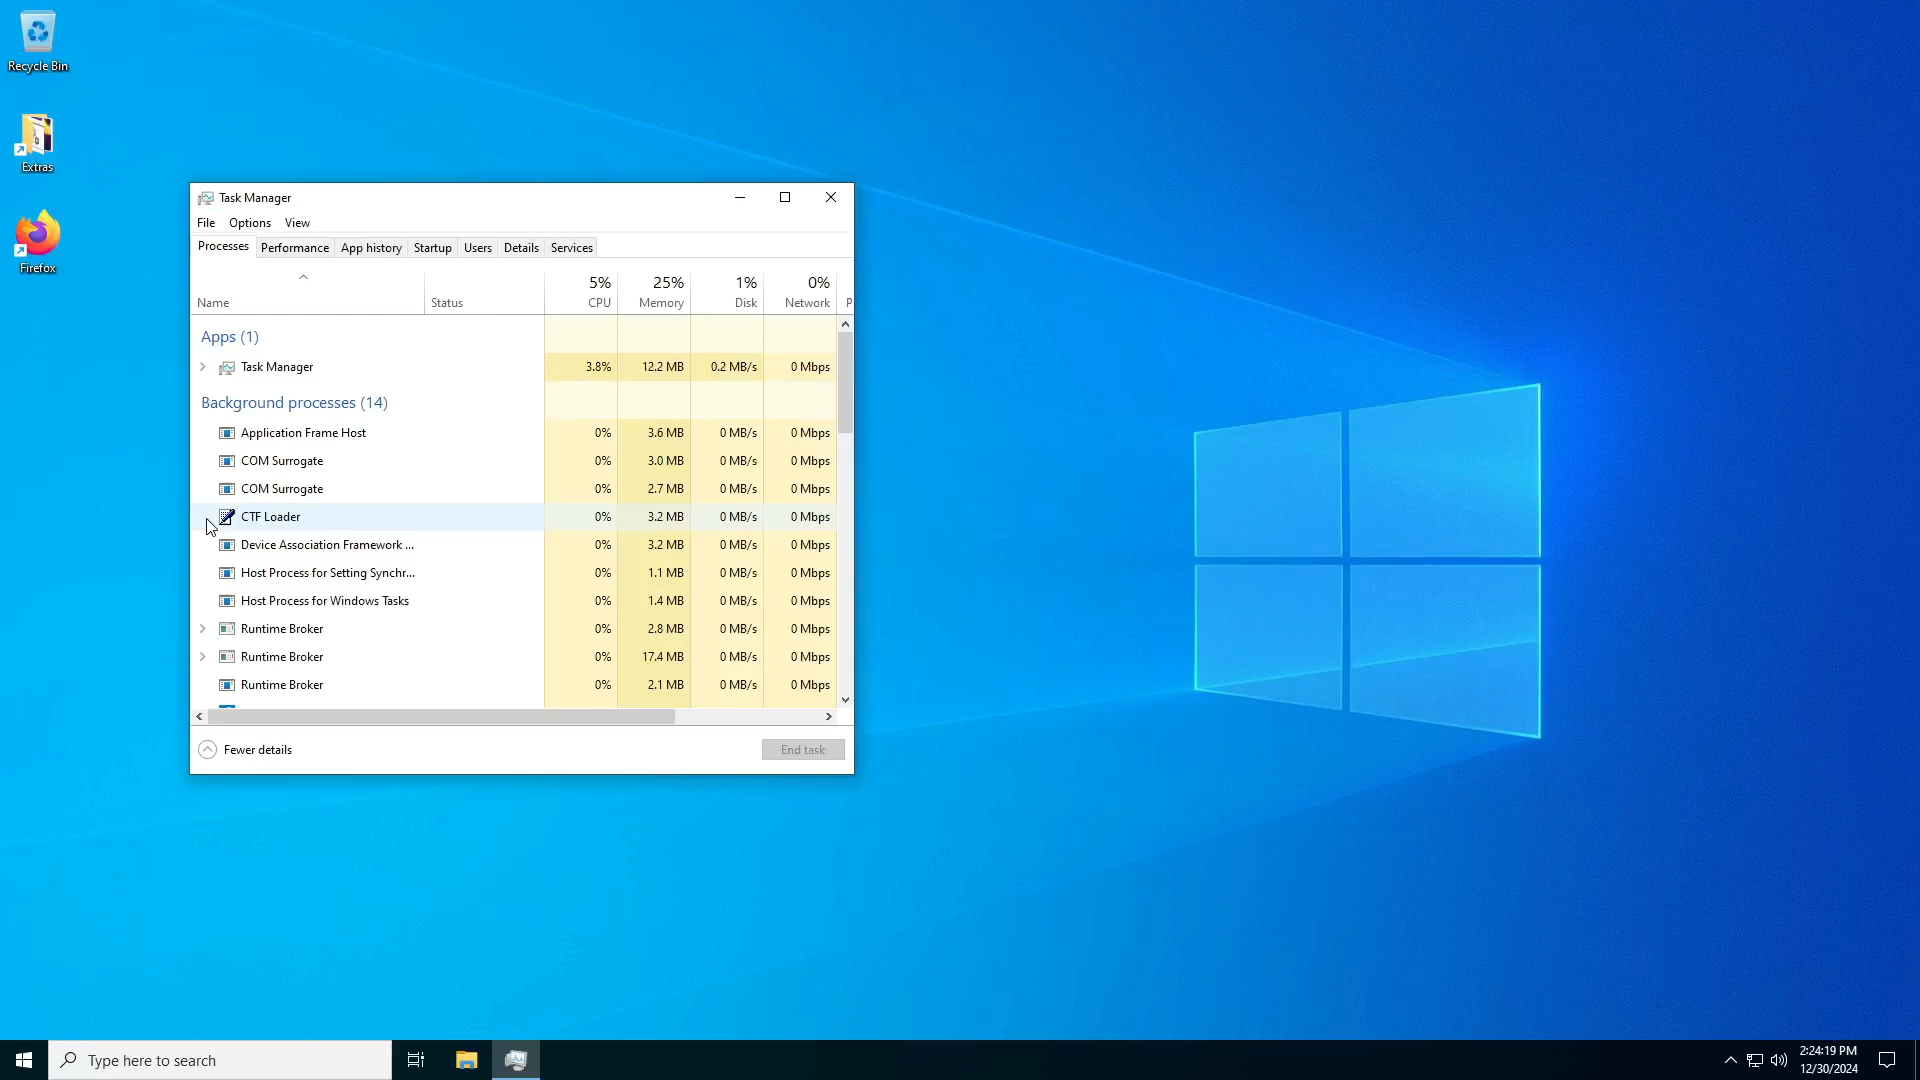 Recycle Bin
Extras
Firefox
Task Manager
File Options View
Processes Performance App history Startup Users Details Services
5% 25% 1% 0%
Name Status CPU Memory Disk Network P
Apps (1)
Task Manager 3.8% 12.2 MB 0.2 MB/s 0 Mbps
Background processes (14)
Application Frame Host 0% 3.6 MB 0 MB/s 0 Mbps
COM Surrogate 0% 3.0 MB 0 MB/s 0 Mbps
COM Surrogate 0% 2.7 MB 0 MB/s 0 Mbps
CTF Loader 0% 3.2 MB 0 MB/s 0 Mbps
Device Association Framework ... 0% 3.2 MB 0 MB/s 0 Mbps
Host Process for Setting Synchr... 0% 1.1 MB 0 MB/s 0 Mbps
Host Process for Windows Tasks 0% 1.4 MB 0 MB/s 0 Mbps
Runtime Broker 0% 2.8 MB 0 MB/s 0 Mbps
Runtime Broker 0% 17.4 MB 0 MB/s 0 Mbps
Runtime Broker 0% 2.1 MB 0 MB/s 0 Mbps
Fewer details End task
Type here to search
2:24:19 PM
12/30/2024